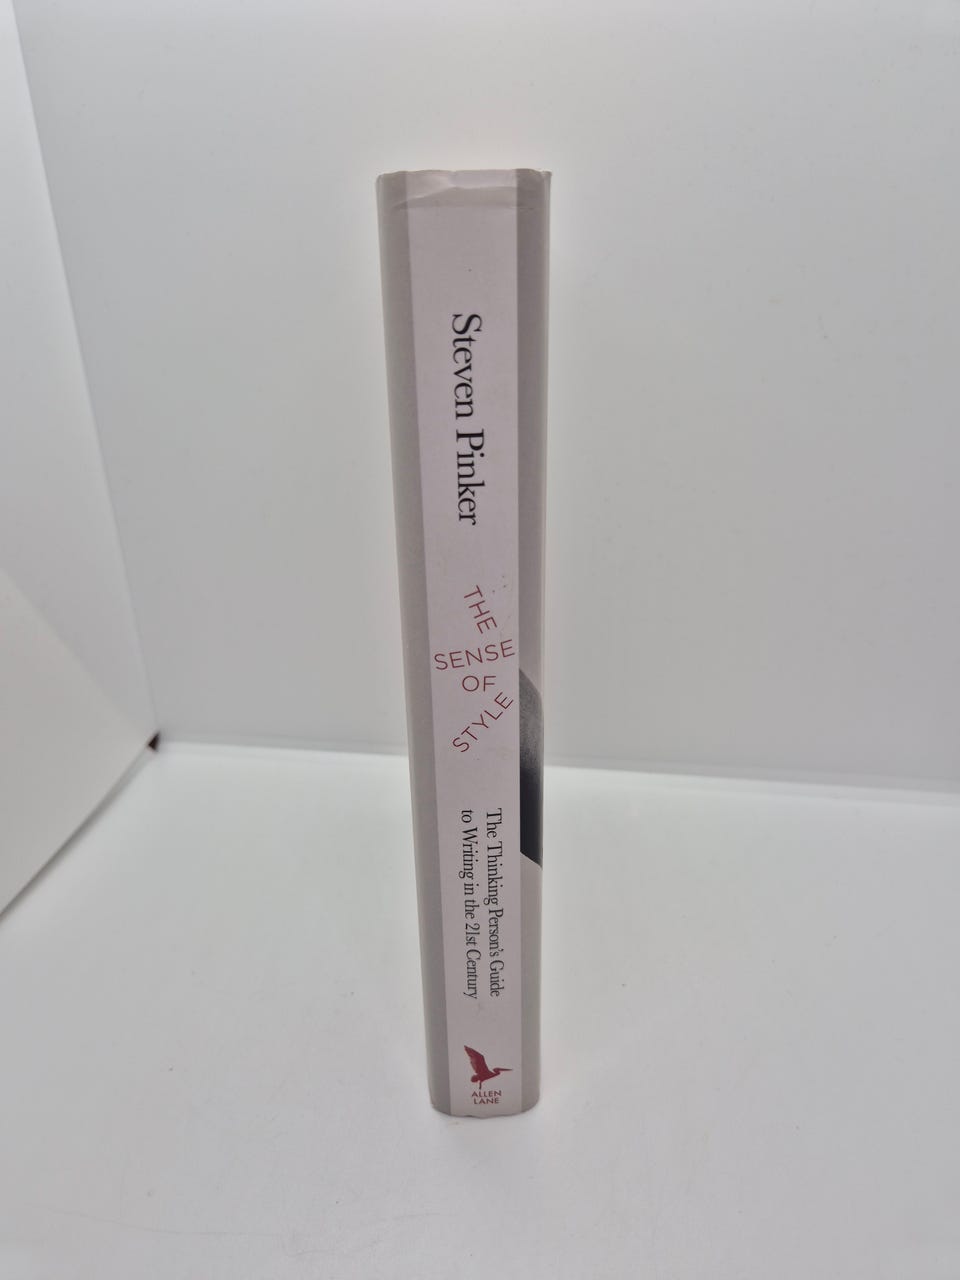 Steven Pinker
THE
SENSE
OF
STYLE
The Thinking Person's Guide
to Writing in the 21st Century
ALLEN
LANE